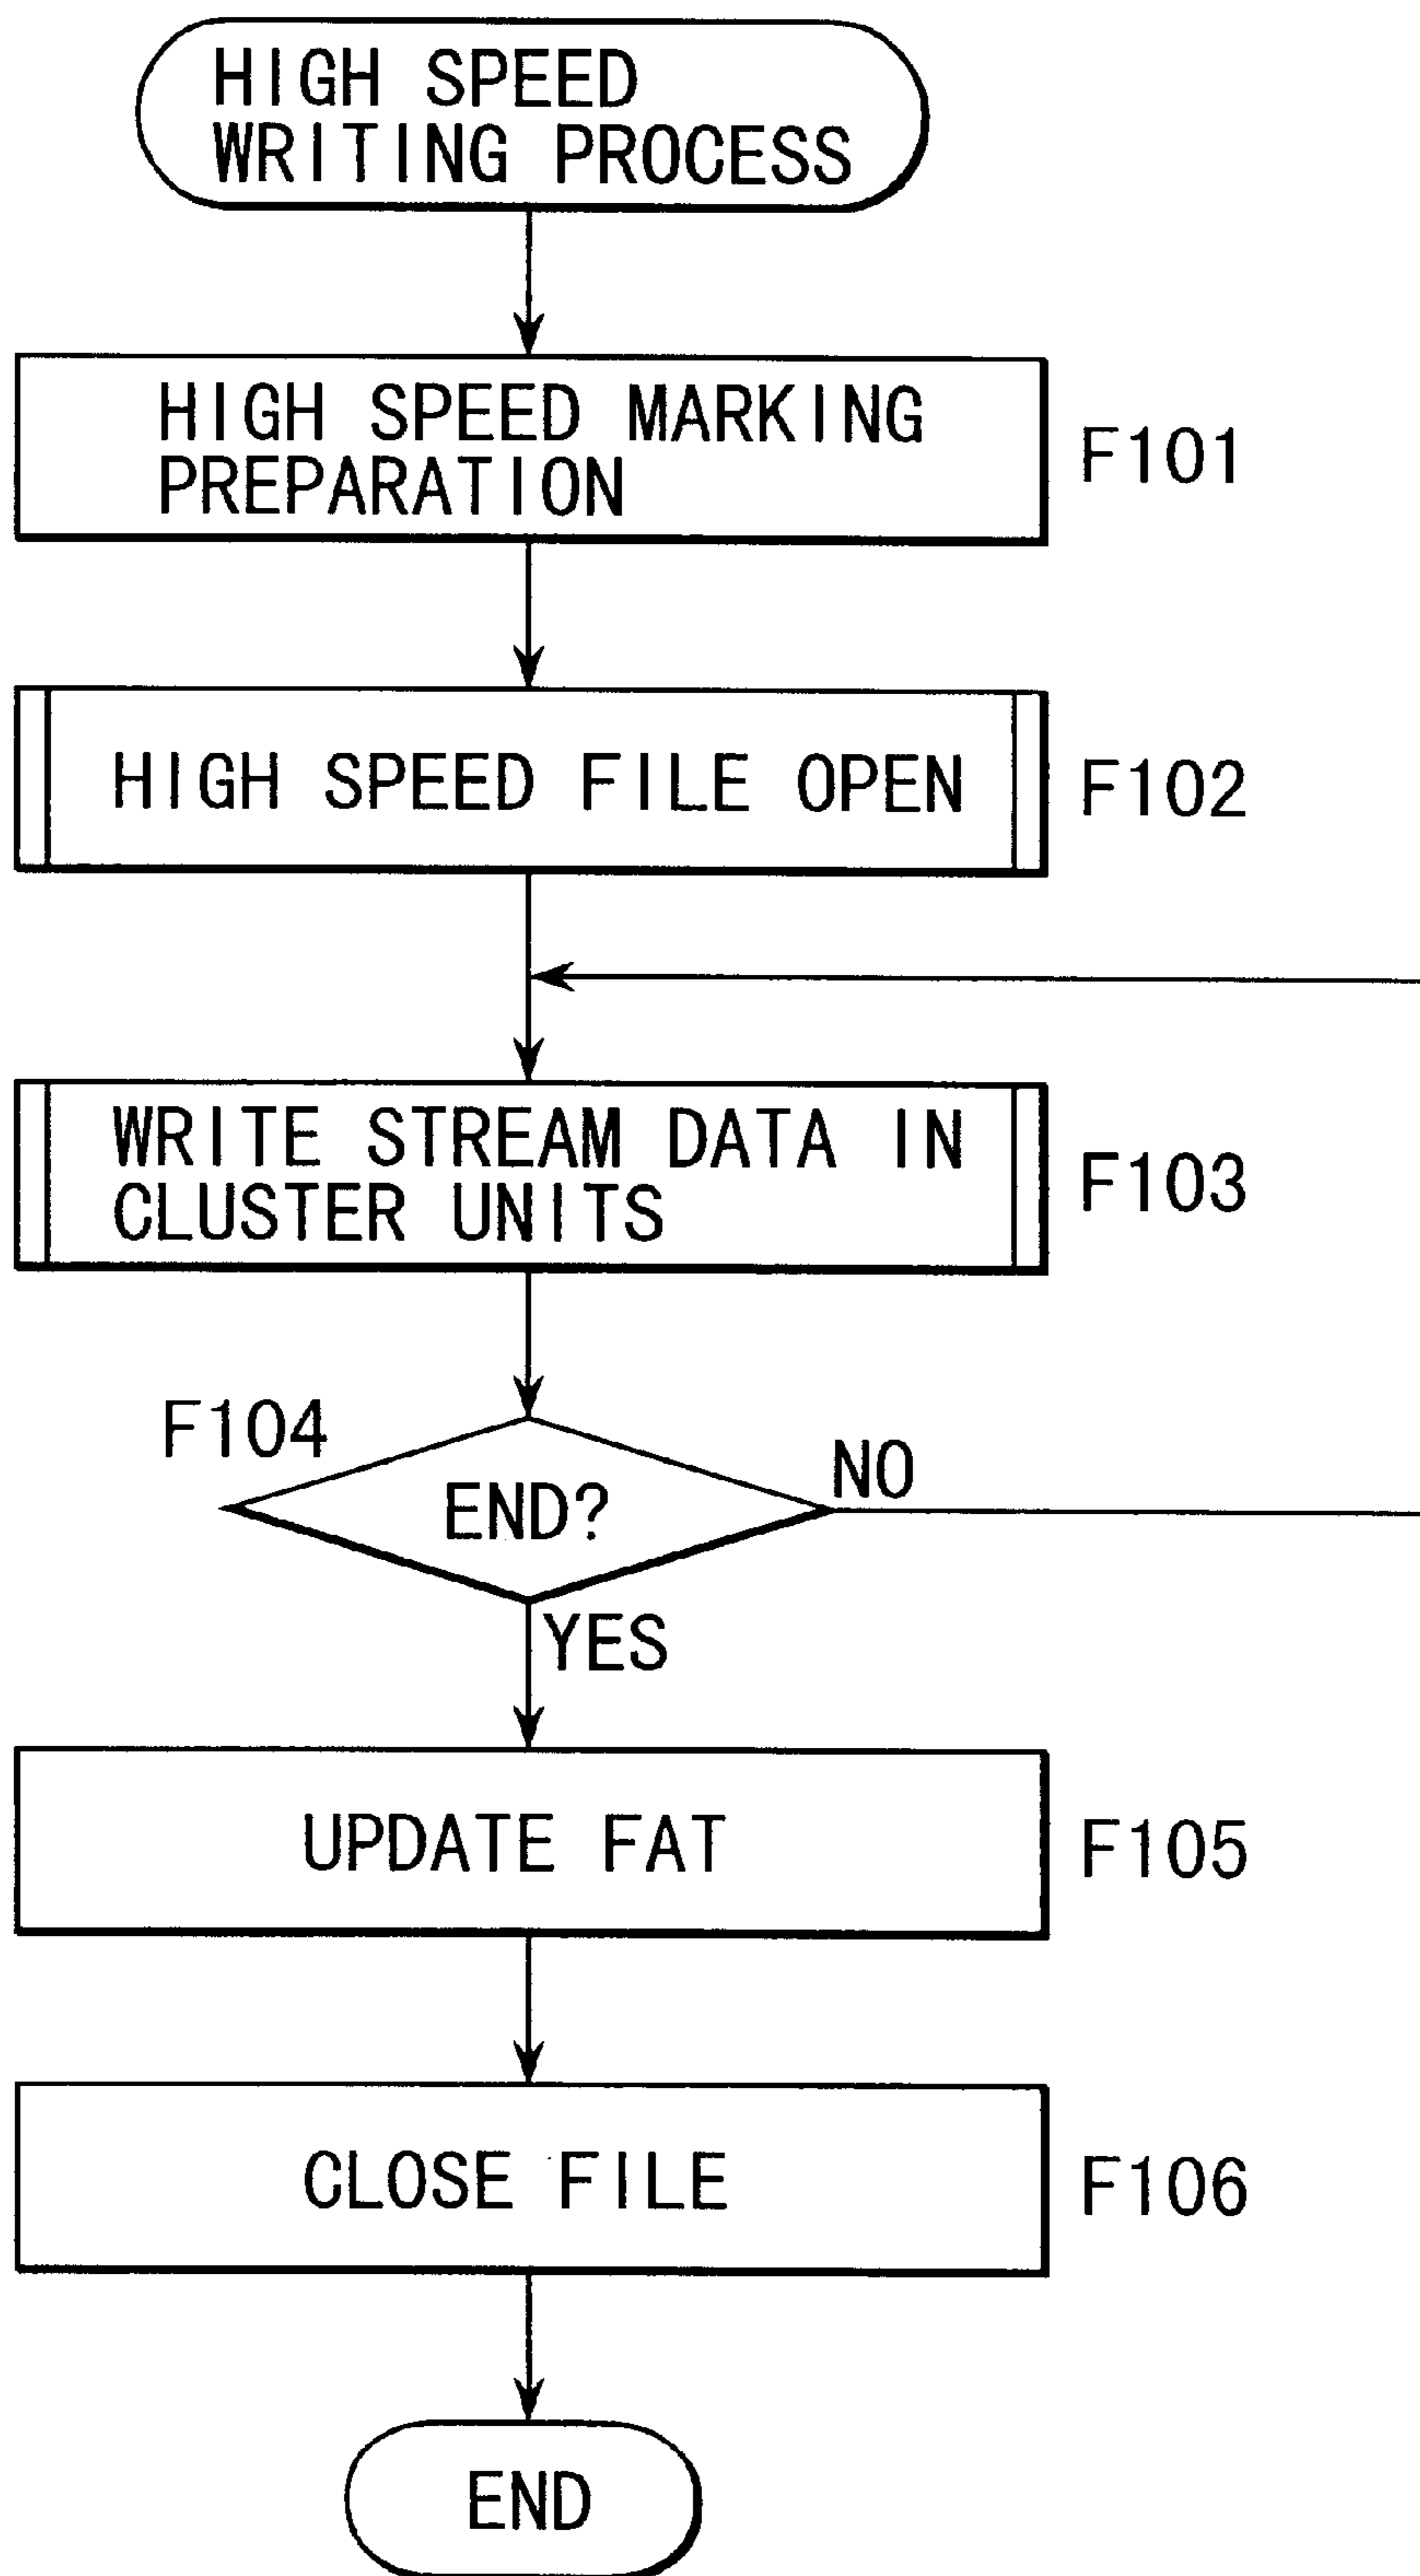 HIGH SPEED
WRITING PROCESS
HIGH SPEED MARKING
PREPARATION
F101
HIGH SPEED FILE OPEN
F102
WRITE STREAM DATA IN
CLUSTER UNITS
F103
F104
END?
NO
YES
UPDATE FAT
F105
CLOSE FILE
F106
END